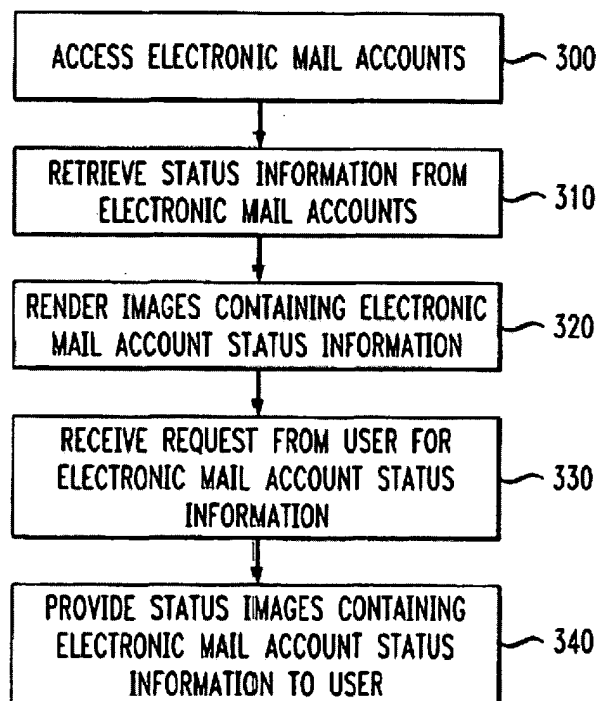 ACCESS ELECTRONIC MAIL ACCOUNTS
300
RETRIEVE STATUS INFORMATION FROM
ELECTRONIC MAIL ACCOUNTS
310
RENDER IMAGES CONTAINING ELECTRONIC
MAIL ACCOUNT STATUS INFORMATION
320
RECEIVE REQUEST FROM USER FOR
ELECTRONIC MAIL ACCOUNT STATUS
INFORMATION
330
PROVIDE STATUS IMAGES CONTAINING
ELECTRONIC MAIL ACCOUNT STATUS
INFORMATION TO USER
340